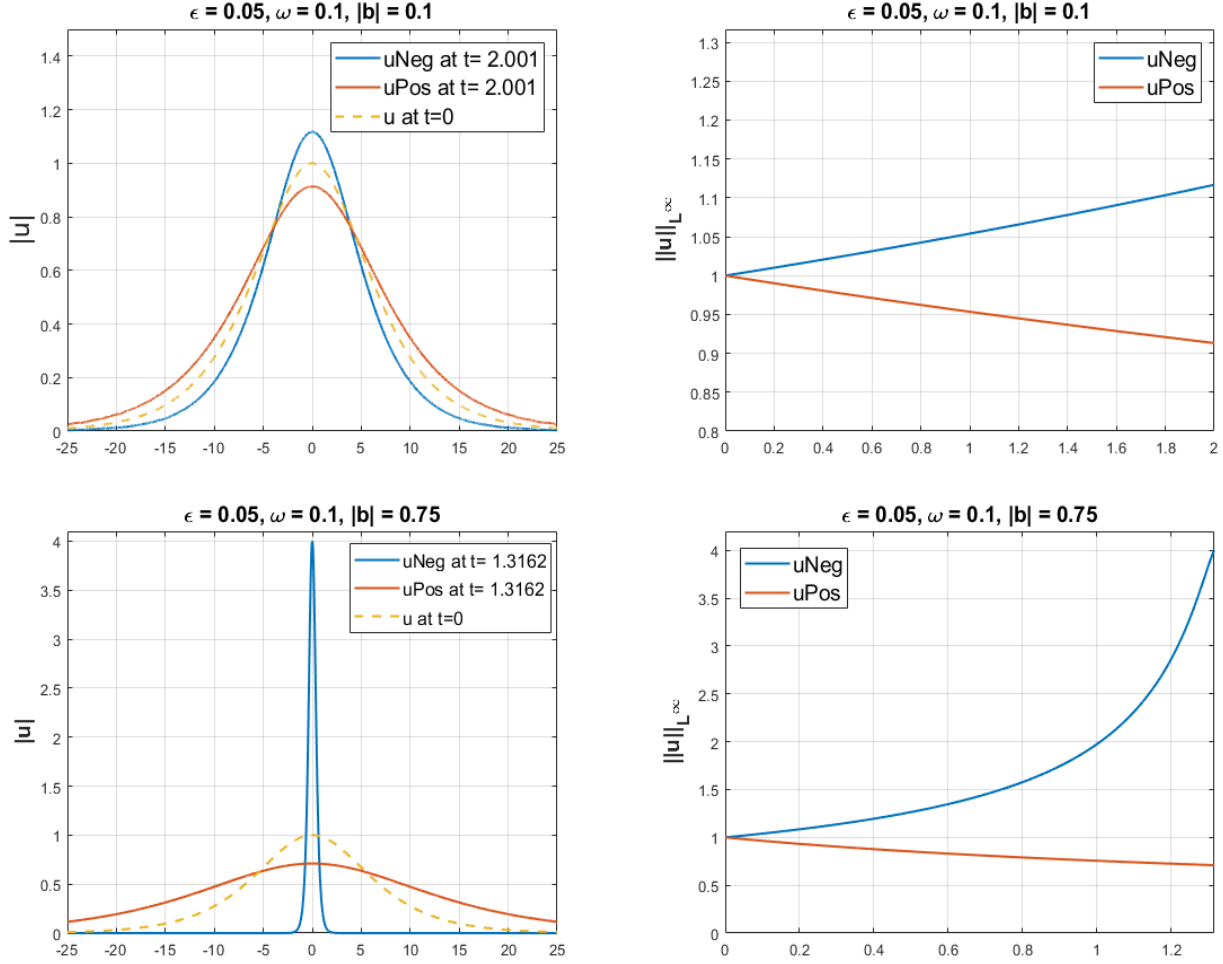 ϵ = 0.05, ω = 0.1, |b| = 0.1
|u|
1.4
1.2
1
0.8
0.6
0.4
0.2
0
-25 -20 -15 -10 -5 0 5 10 15 20 25
uNeg at t= 2.001
uPos at t= 2.001
u at t=0
ϵ = 0.05, ω = 0.1, |b| = 0.1
||u||L∞
1.3
1.25
1.2
1.15
1.1
1.05
1
0.95
0.9
0.85
0.8
0 0.2 0.4 0.6 0.8 1 1.2 1.4 1.6 1.8 2
uNeg
uPos
ϵ = 0.05, ω = 0.1, |b| = 0.75
|u|
4
3.5
3
2.5
2
1.5
1
0.5
0
-25 -20 -15 -10 -5 0 5 10 15 20 25
uNeg at t= 1.3162
uPos at t= 1.3162
u at t=0
ϵ = 0.05, ω = 0.1, |b| = 0.75
||u||L∞
4
3.5
3
2.5
2
1.5
1
0.5
0
0 0.2 0.4 0.6 0.8 1 1.2
uNeg
uPos